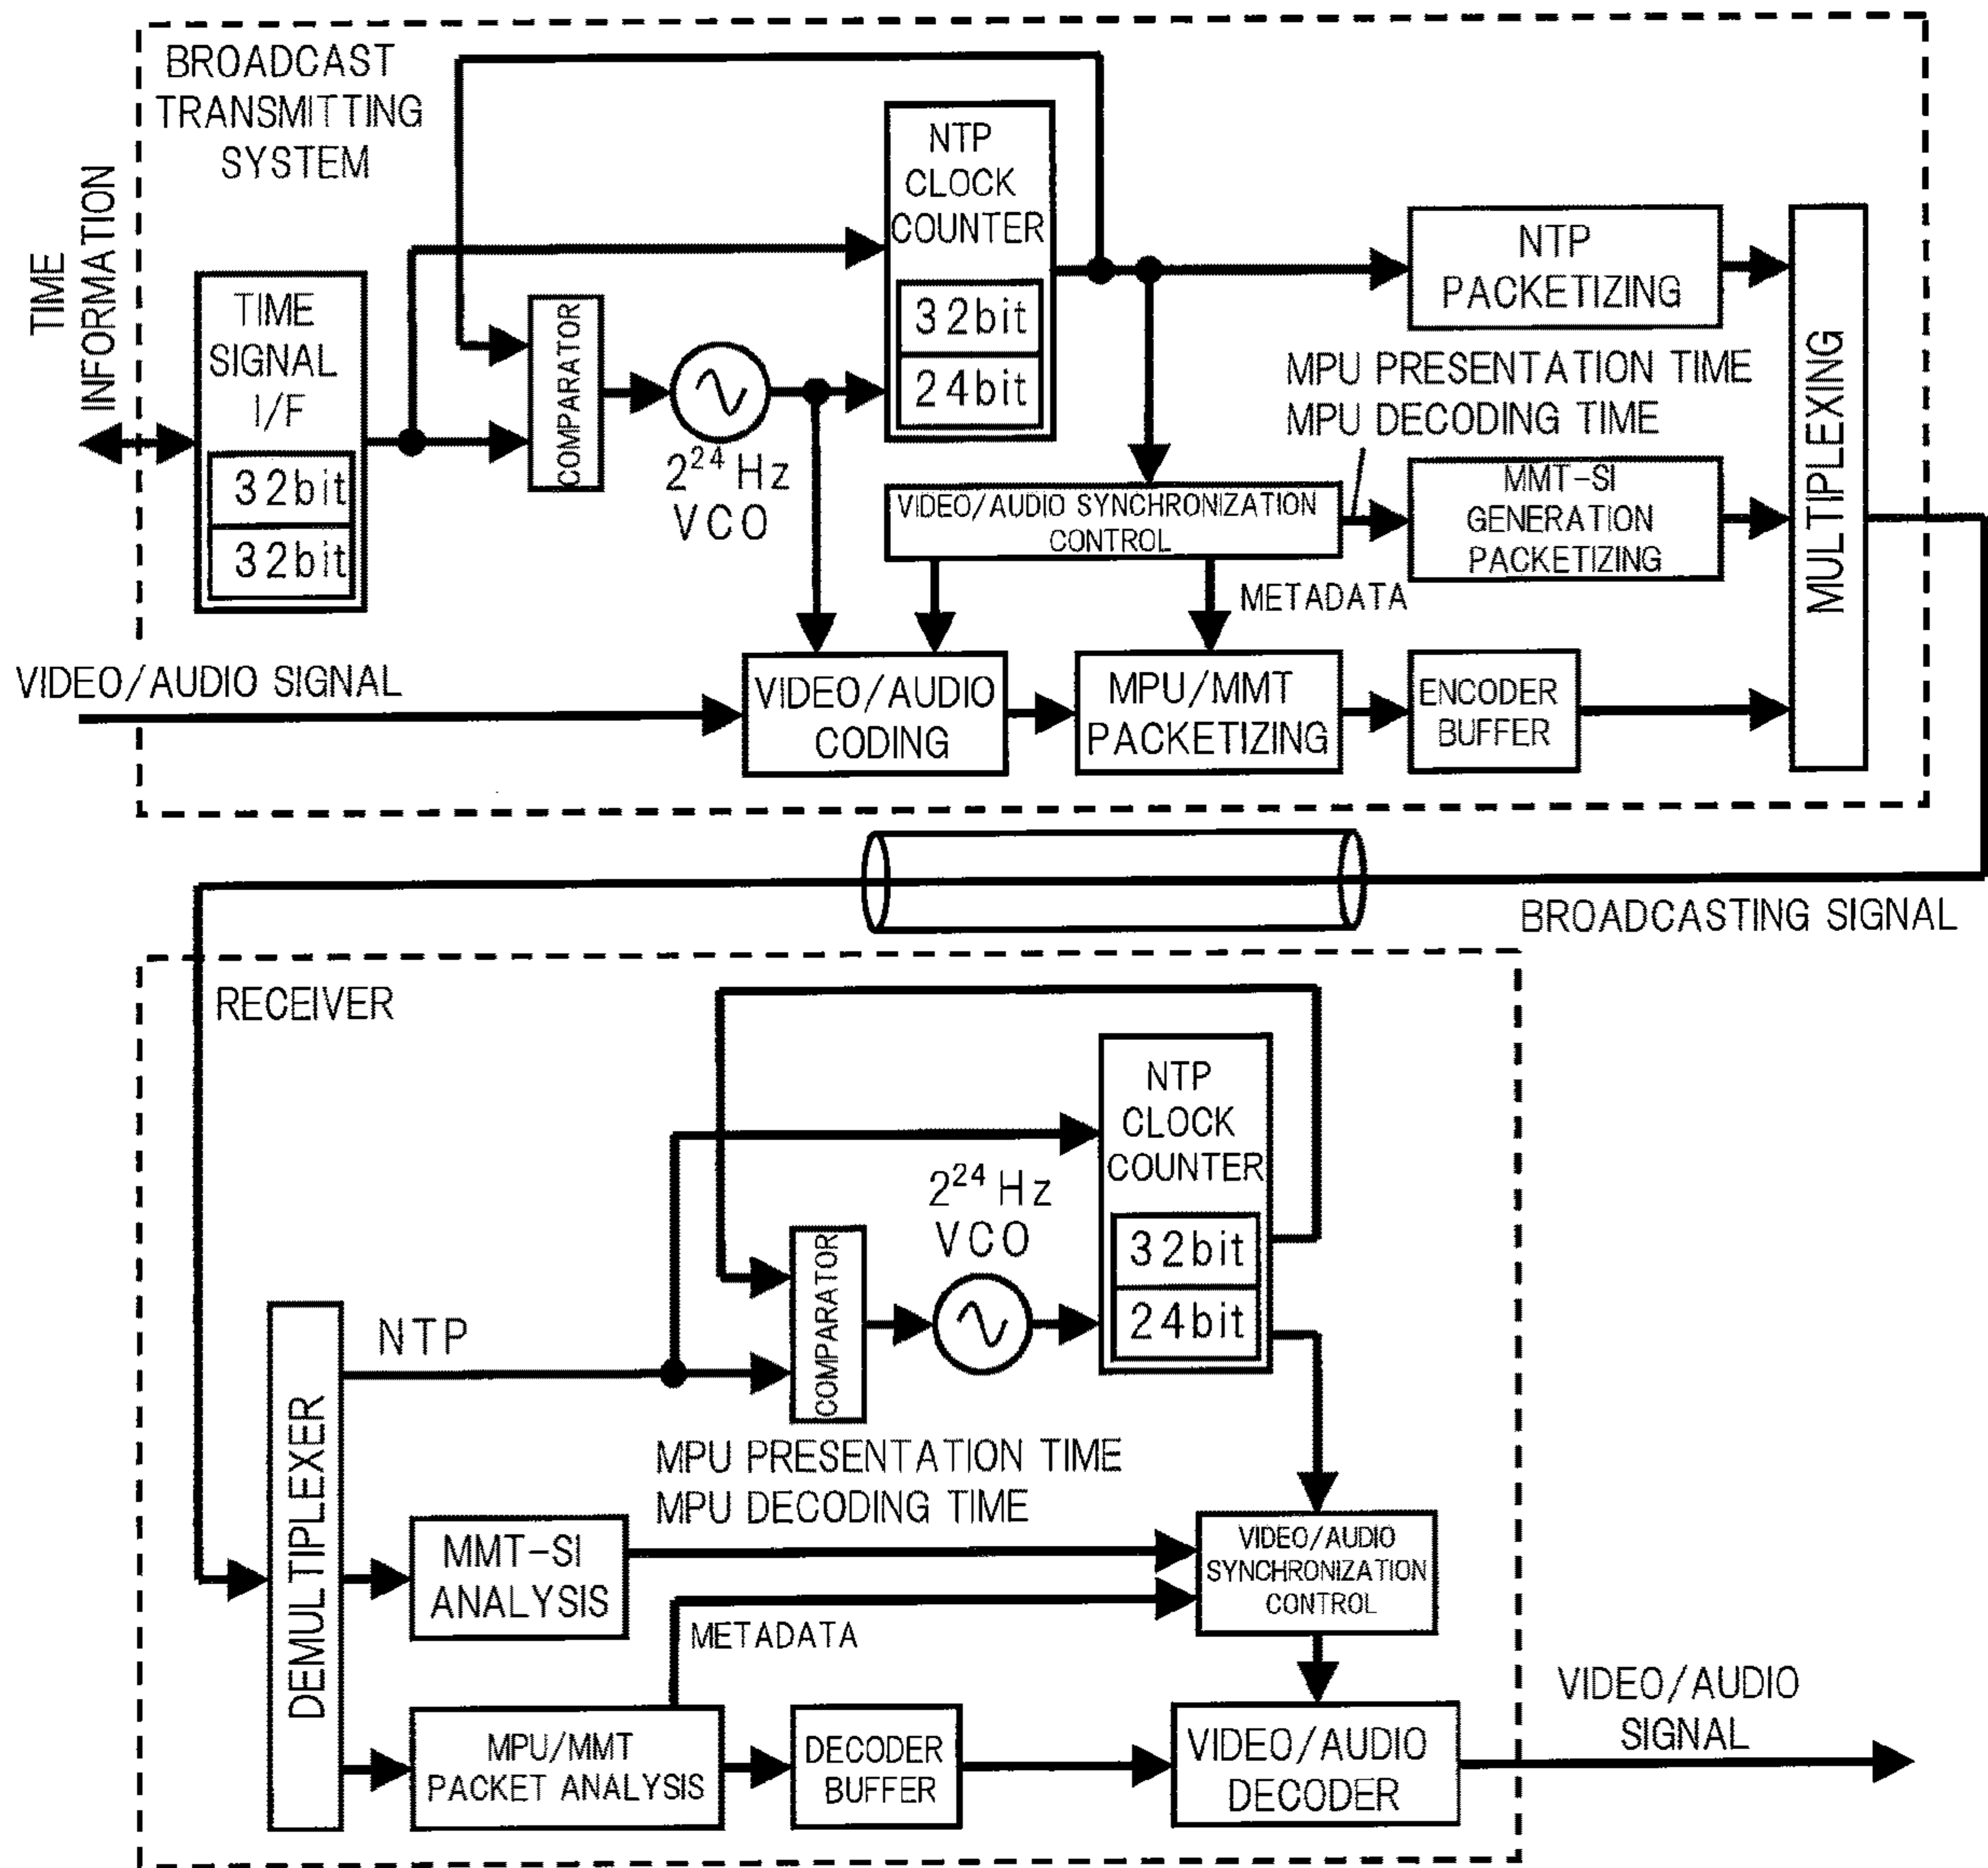 BROADCAST
TRANSMITTING
SYSTEM
TIME
INFORMATION
TIME
SIGNAL
I/F
32bit
32bit
COMPARATOR
2²⁴ Hz
VCO
NTP
CLOCK
COUNTER
32bit
24bit
NTP
PACKETIZING
MPU PRESENTATION TIME
MPU DECODING TIME
VIDEO/AUDIO SYNCHRONIZATION
CONTROL
MMT-SI
GENERATION
PACKETIZING
MULTIPLEXING
METADATA
VIDEO/AUDIO SIGNAL
VIDEO/AUDIO
CODING
MPU/MMT
PACKETIZING
ENCODER
BUFFER
BROADCASTING SIGNAL
RECEIVER
NTP
CLOCK
COUNTER
32bit
24bit
2²⁴ Hz
VCO
COMPARATOR
NTP
DEMULTIPLEXER
MPU PRESENTATION TIME
MPU DECODING TIME
MMT-SI
ANALYSIS
VIDEO/AUDIO
SYNCHRONIZATION
CONTROL
METADATA
MPU/MMT
PACKET ANALYSIS
DECODER
BUFFER
VIDEO/AUDIO
DECODER
VIDEO/AUDIO
SIGNAL